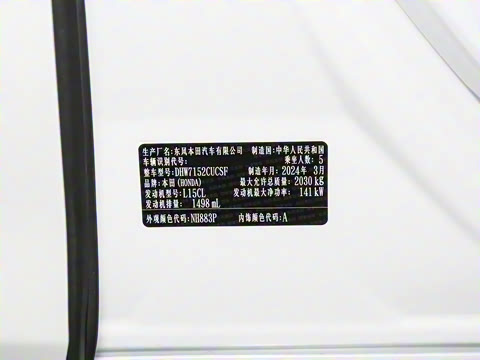 生产厂名:东风本田汽车有限公司 制造国:中华人民共和国
车辆识别代号: 乘坐人数: 5
整车型号:DHW7152CUCSF 制造年月:2024年 3月
品牌:本田(HONDA) 最大允许总质量:2030 kg
发动机型号:L15CL 发动机最大净功率: 141 kW
发动机排量: 1498 mL
外观颜色代码:NH883P 内饰颜色代码:A